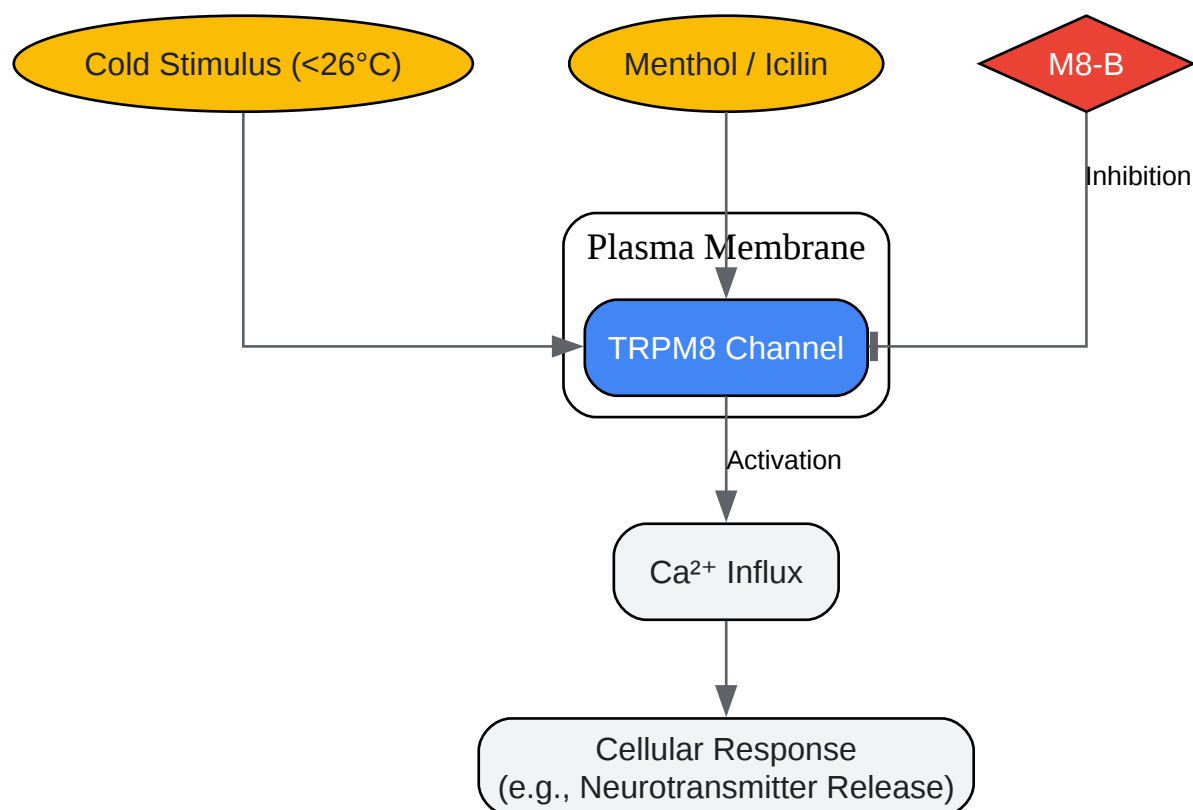 Cold Stimulus (<26°C)
Menthol / Icilin
M8-B
Inhibition
Plasma Membrane
TRPM8 Channel
Activation
Ca²⁺ Influx
Cellular Response
(e.g., Neurotransmitter Release)